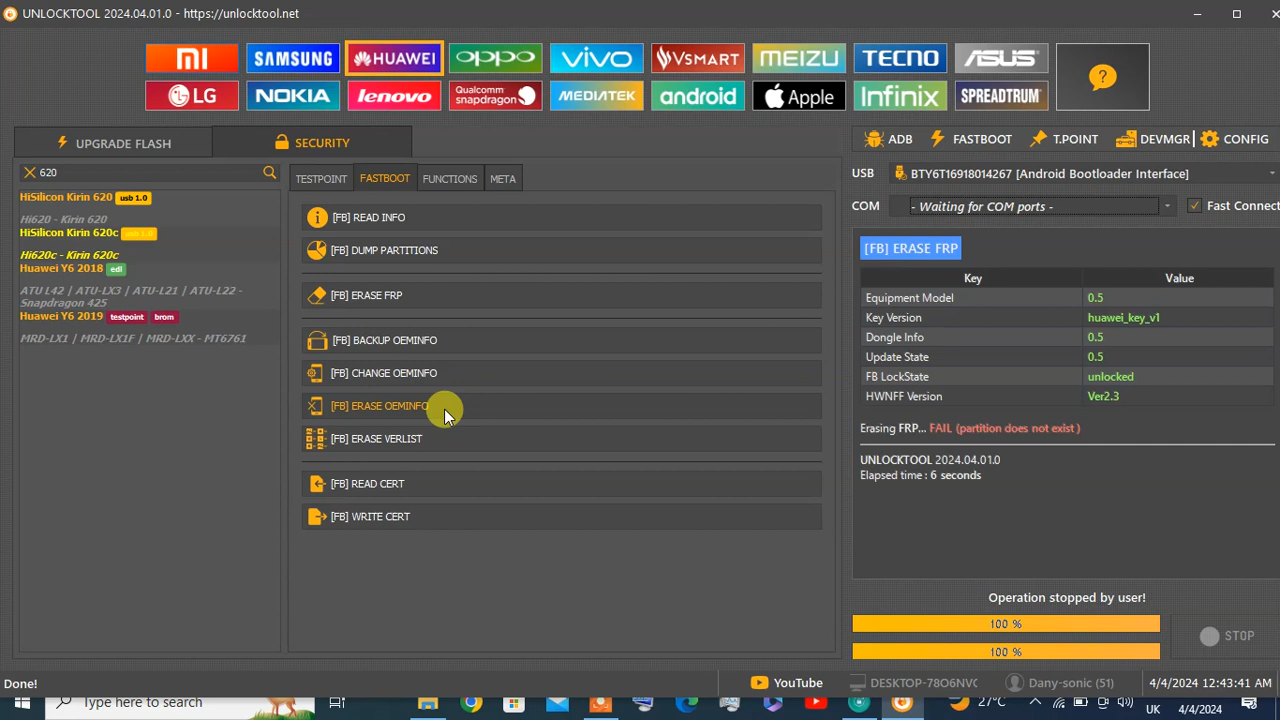 UNLOCKTOOL 2024.04.01.0 - https://unlocktool.net
mi SAMSUNG HUAWEI oppo vivo VSMART MEIZU TECNO ASUS ?
LG NOKIA lenovo Qualcomm snapdragon MEDIATEK android Apple Infinix SPREADTRUM
UPGRADE FLASH SECURITY
ADB FASTBOOT T.POINT DEVMGR CONFIG
620
HiSilicon Kirin 620 usb 1.0
Hi620 - Kirin 620
HiSilicon Kirin 620c usb 1.0
Hi620c - Kirin 620c
Huawei Y6 2018 edl
ATU L42 | ATU-LX3 | ATU-L21 | ATU-L22 -
Snapdragon 425
Huawei Y6 2019 testpoint brom
MRD-LX1 | MRD-LX1F | MRD-LXX - MT6761
TESTPOINT FASTBOOT FUNCTIONS META
[FB] READ INFO
[FB] DUMP PARTITIONS
[FB] ERASE FRP
[FB] BACKUP OEMINFO
[FB] CHANGE OEMINFO
[FB] ERASE OEMINFO
[FB] ERASE VERLIST
[FB] READ CERT
[FB] WRITE CERT
USB BTY6T16918014267 [Android Bootloader Interface]
COM - Waiting for COM ports - Fast Connect
[FB] ERASE FRP
Key Value
Equipment Model 0.5
Key Version huawei_key_v1
Dongle Info 0.5
Update State 0.5
FB LockState unlocked
HWNFF Version Ver2.3
Erasing FRP... FAIL (partition does not exist )
UNLOCKTOOL 2024.04.01.0
Elapsed time : 6 seconds
Operation stopped by user!
100 %
100 %
STOP
Done! YouTube DESKTOP-78O6NVC Dany-sonic (51) 4/4/2024 12:43:41 AM
Type here to search 27°C UK 4/4/2024